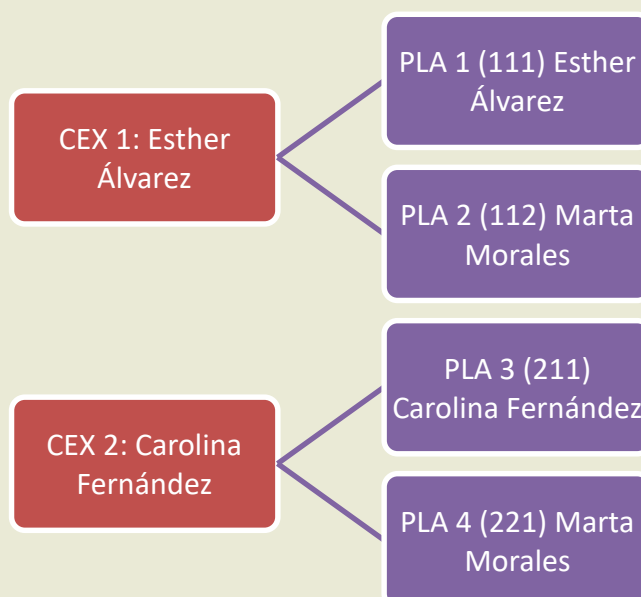 CEX 1: Esther
Álvarez
PLA 1 (111) Esther
Álvarez
PLA 2 (112) Marta
Morales
CEX 2: Carolina
Fernández
PLA 3 (211)
Carolina Fernández
PLA 4 (221) Marta
Morales